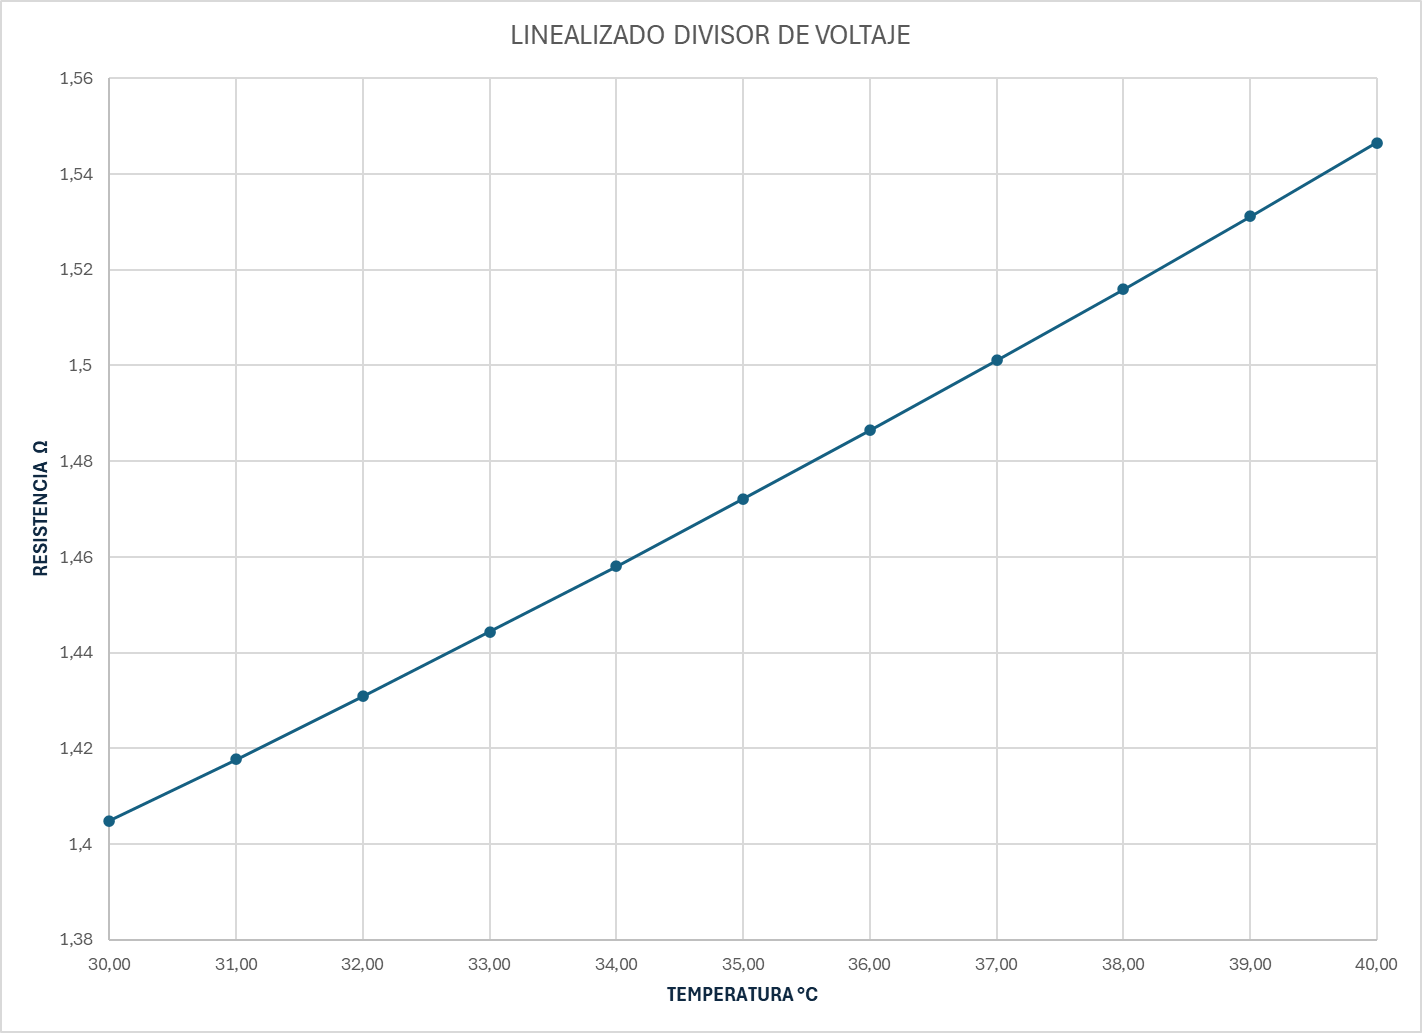 LINEALIZADO DIVISOR DE VOLTAJE
1,56
1,54
1,52
1,5
1,48
1,46
1,44
1,42
1,4
1,38
RESISTENCIA Ω
30,00 31,00 32,00 33,00 34,00 35,00 36,00 37,00 38,00 39,00 40,00
TEMPERATURA °C